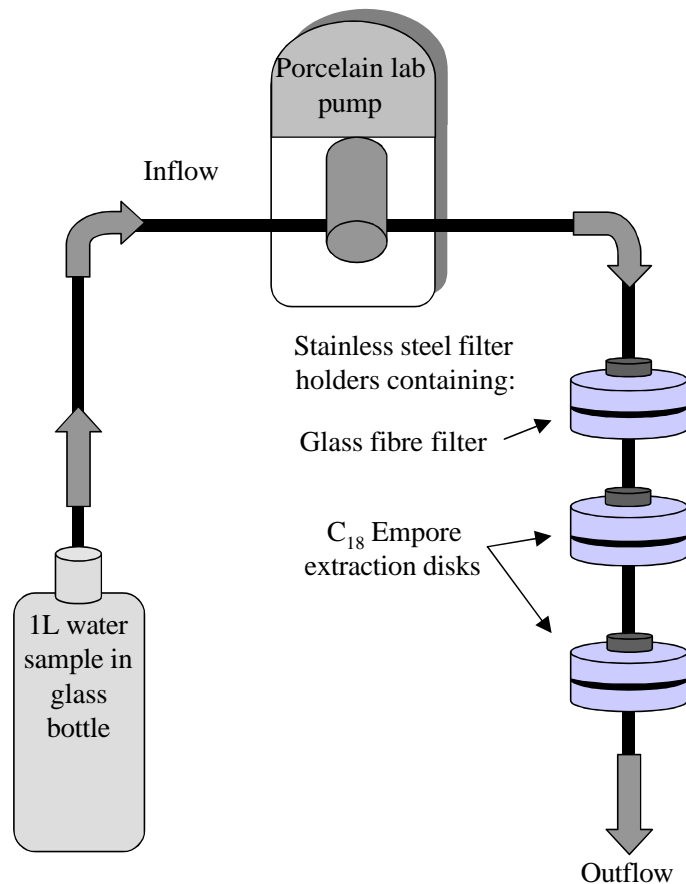 Porcelain lab
pump
Inflow
Stainless steel filter
holders containing:
Glass fibre filter
C₁₈ Empore
extraction disks
1L water
sample in
glass
bottle
Outflow